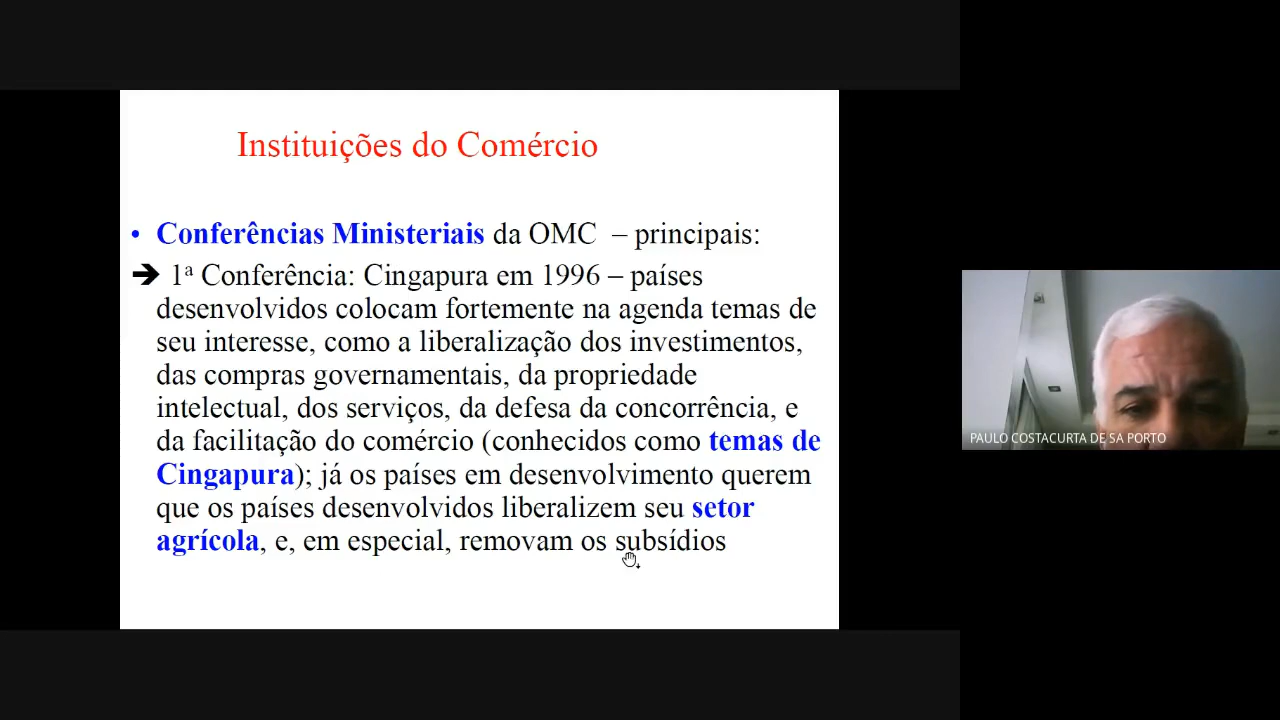 Instituições do Comércio
• Conferências Ministeriais da OMC – principais:
➔ 1ª Conferência: Cingapura em 1996 – países
desenvolvidos colocam fortemente na agenda temas de
seu interesse, como a liberalização dos investimentos,
das compras governamentais, da propriedade
intelectual, dos serviços, da defesa da concorrência, e
da facilitação do comércio (conhecidos como temas de
Cingapura); já os países em desenvolvimento querem
que os países desenvolvidos liberalizem seu setor
agrícola, e, em especial, removam os subsídios
PAULO COSTACURTA DE SA PORTO